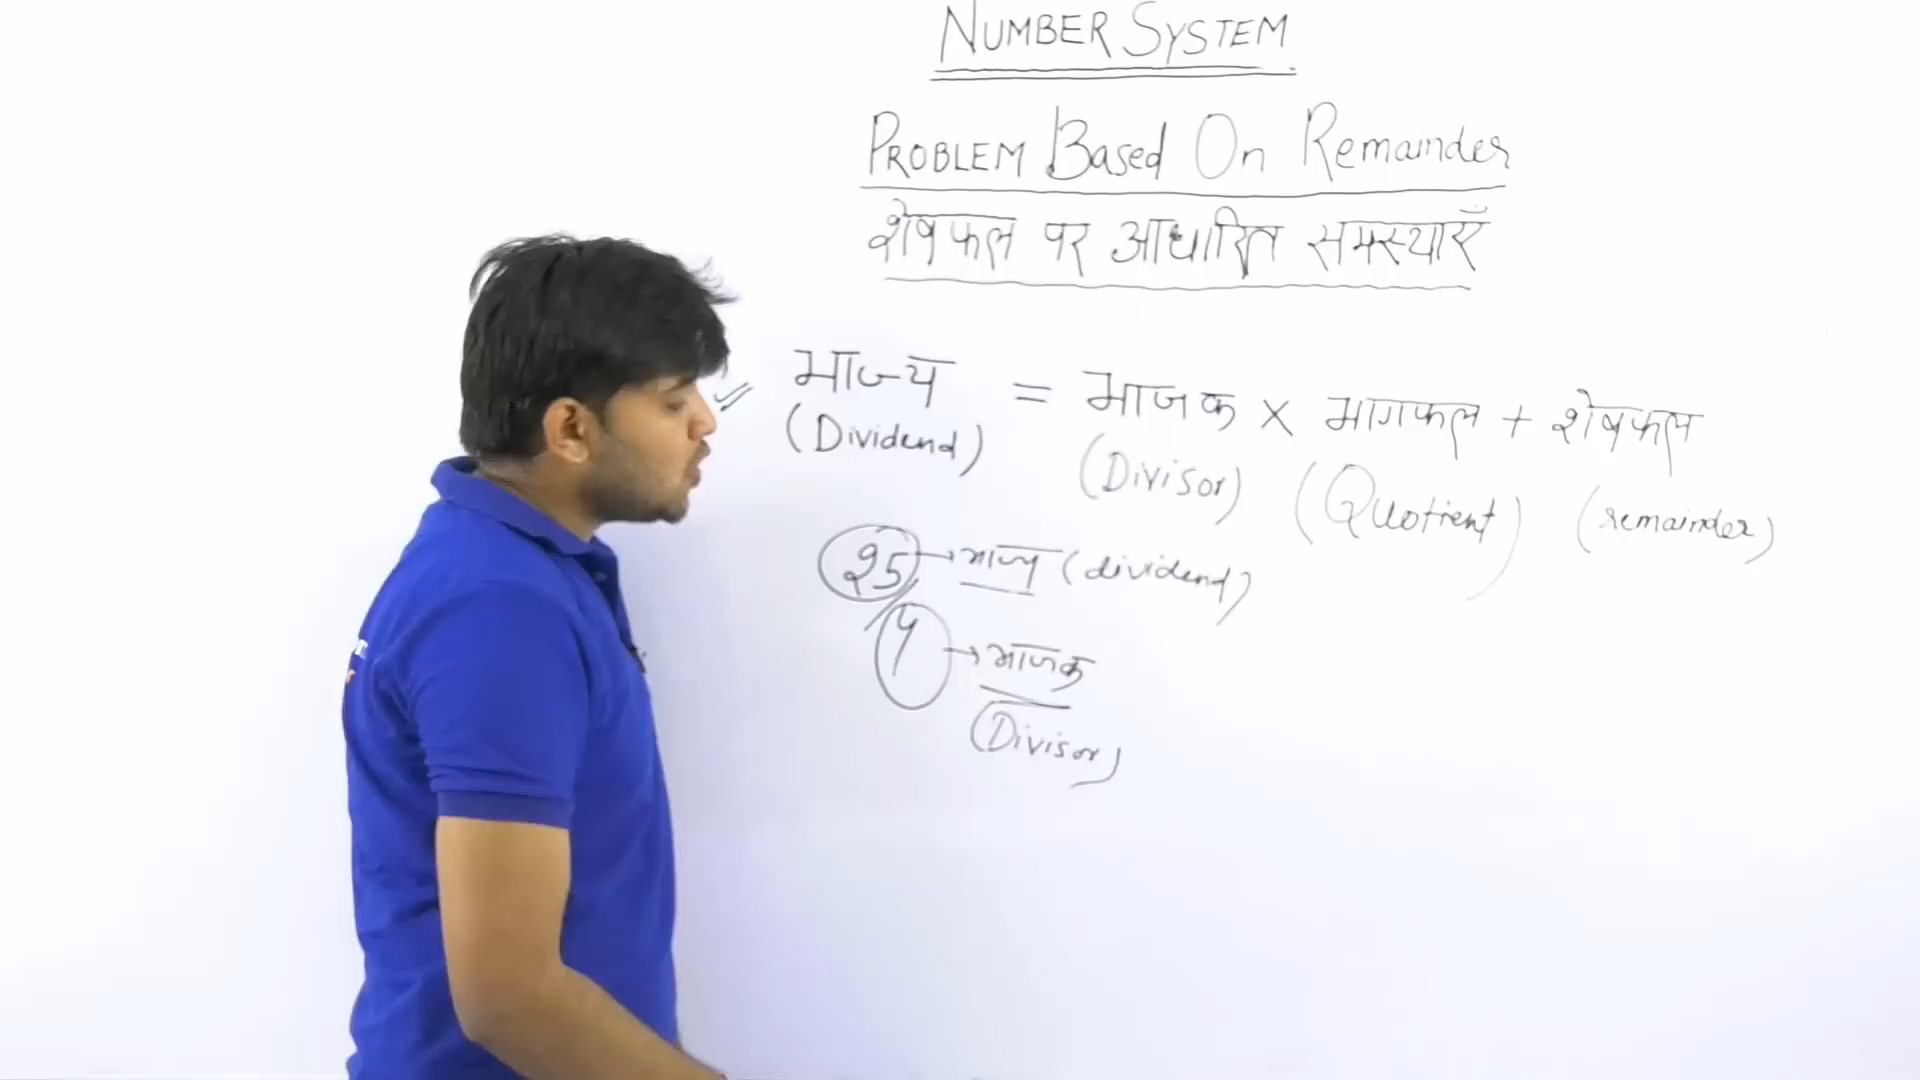 NUMBER SYSTEM
PROBLEM Based On Remainder
शेषफल पर आधारित समस्याएँ
भाज्य = भाजक × भागफल + शेषफल
(Dividend) (Divisor) (Quotient) (remainder)
25 → भाज्य (dividend)
4 → भाजक
(Divisor)